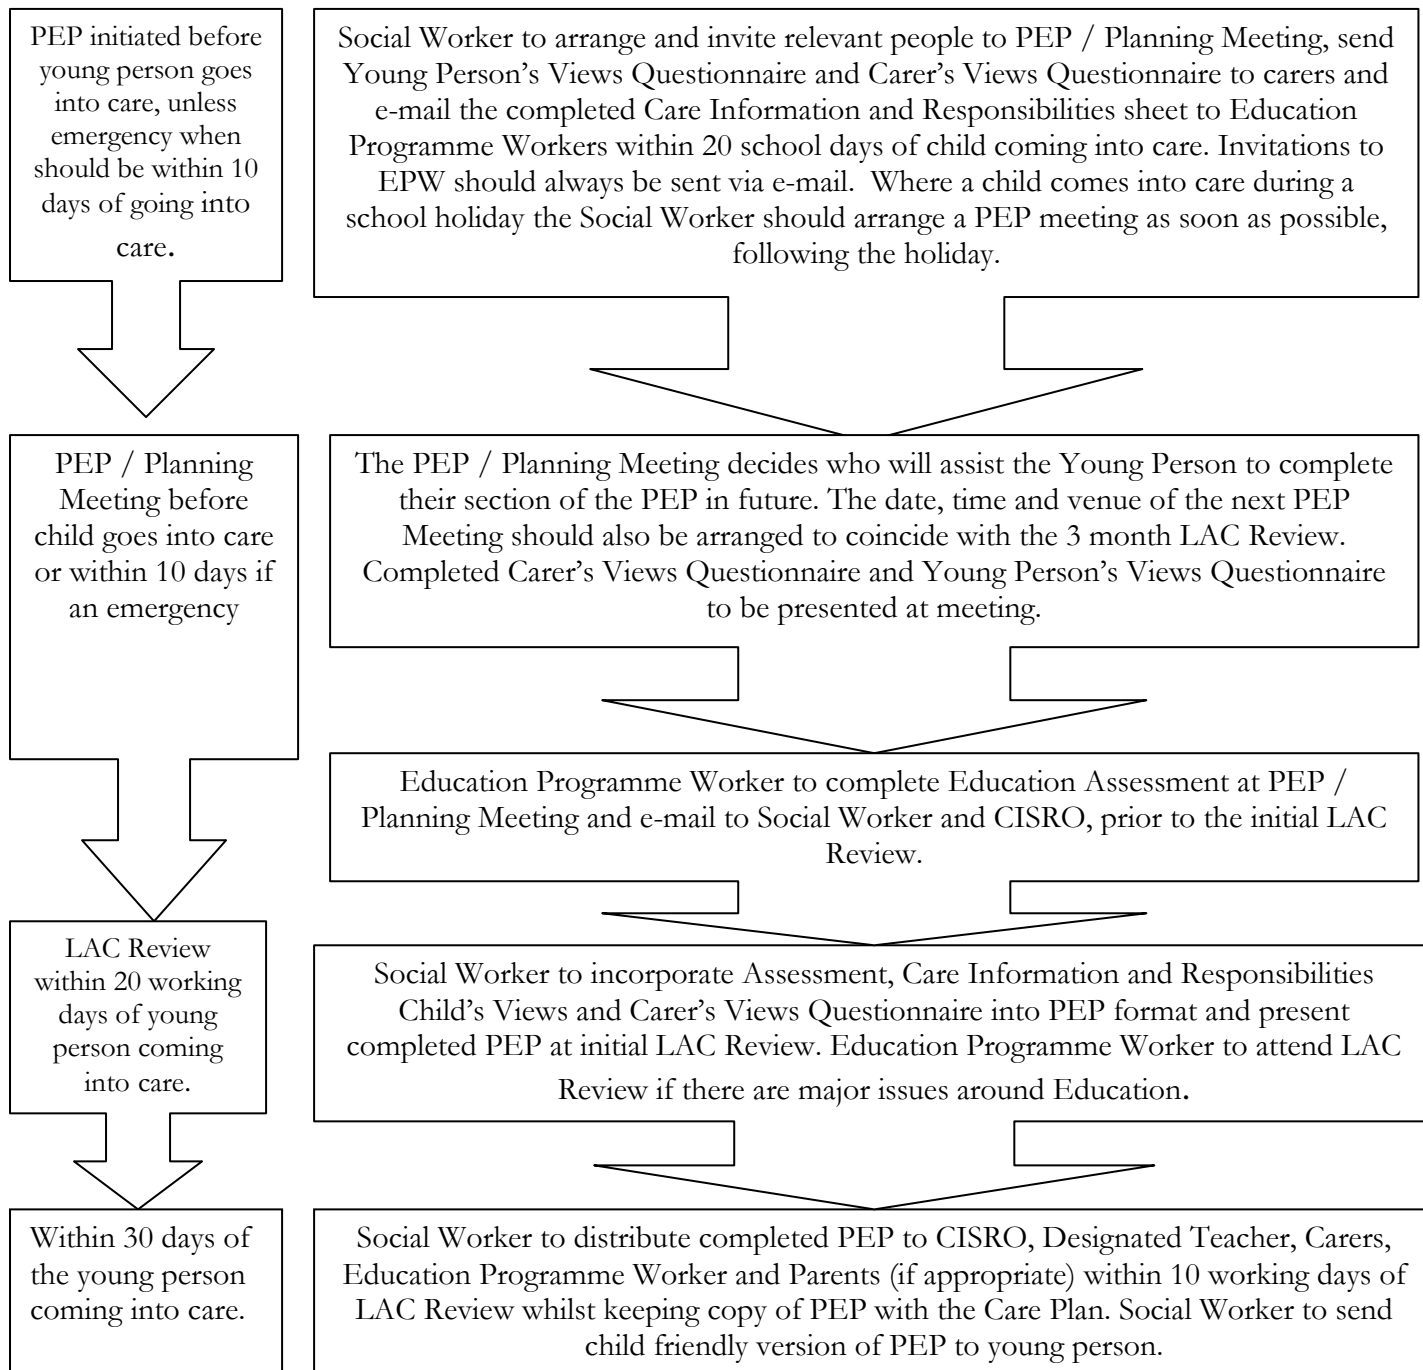 PEP initiated before
young person goes
into care, unless
emergency when
should be within 10
days of going into
care.
Social Worker to arrange and invite relevant people to PEP / Planning Meeting, send
Young Person's Views Questionnaire and Carer's Views Questionnaire to carers and
e-mail the completed Care Information and Responsibilities sheet to Education
Programme Workers within 20 school days of child coming into care. Invitations to
EPW should always be sent via e-mail.  Where a child comes into care during a
school holiday the Social Worker should arrange a PEP meeting as soon as possible,
following the holiday.
PEP / Planning
Meeting before
child goes into care
or within 10 days if
an emergency
The PEP / Planning Meeting decides who will assist the Young Person to complete
their section of the PEP in future. The date, time and venue of the next PEP
Meeting should also be arranged to coincide with the 3 month LAC Review.
Completed Carer's Views Questionnaire and Young Person's Views Questionnaire
to be presented at meeting.
Education Programme Worker to complete Education Assessment at PEP /
Planning Meeting and e-mail to Social Worker and CISRO, prior to the initial LAC
Review.
LAC Review
within 20 working
days of young
person coming
into care.
Social Worker to incorporate Assessment, Care Information and Responsibilities
Child's Views and Carer's Views Questionnaire into PEP format and present
completed PEP at initial LAC Review. Education Programme Worker to attend LAC
Review if there are major issues around Education.
Within 30 days of
the young person
coming into care.
Social Worker to distribute completed PEP to CISRO, Designated Teacher, Carers,
Education Programme Worker and Parents (if appropriate) within 10 working days of
LAC Review whilst keeping copy of PEP with the Care Plan. Social Worker to send
child friendly version of PEP to young person.